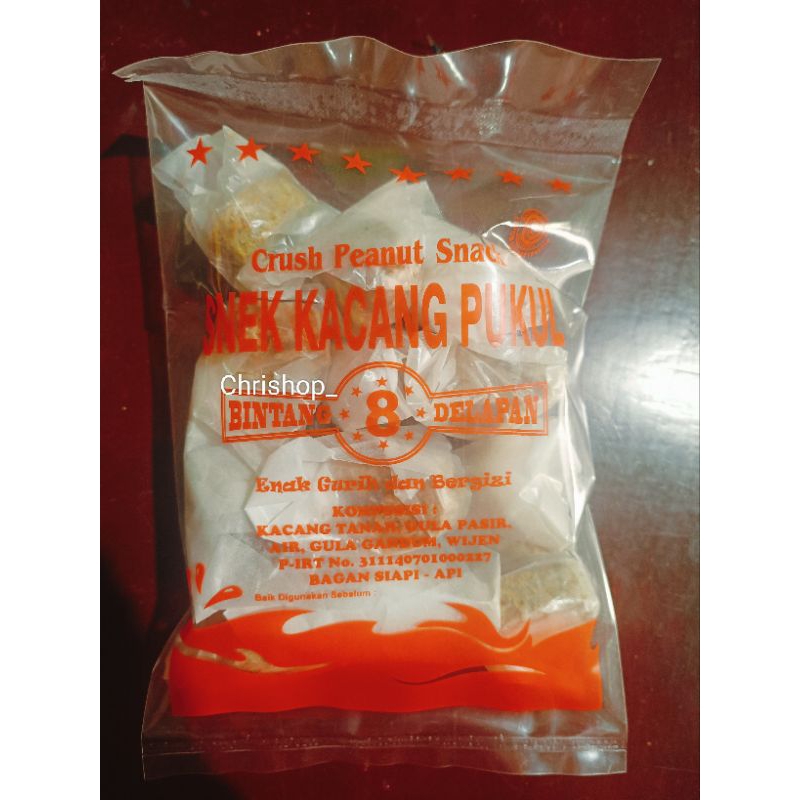 Crush Peanut Snack
SNEK KACANG PUKUL
Chrishop_
BINTANG 8 DELAPAN
Enak Gurih dan Bergizi
KOMPOSISI :
KACANG TANAH, GULA PASIR,
AIR, GULA GANDUM, WIJEN
P-IRT No. 311140701000227
BAGAN SIAPI - API
Baik Digunakan Sebelum :